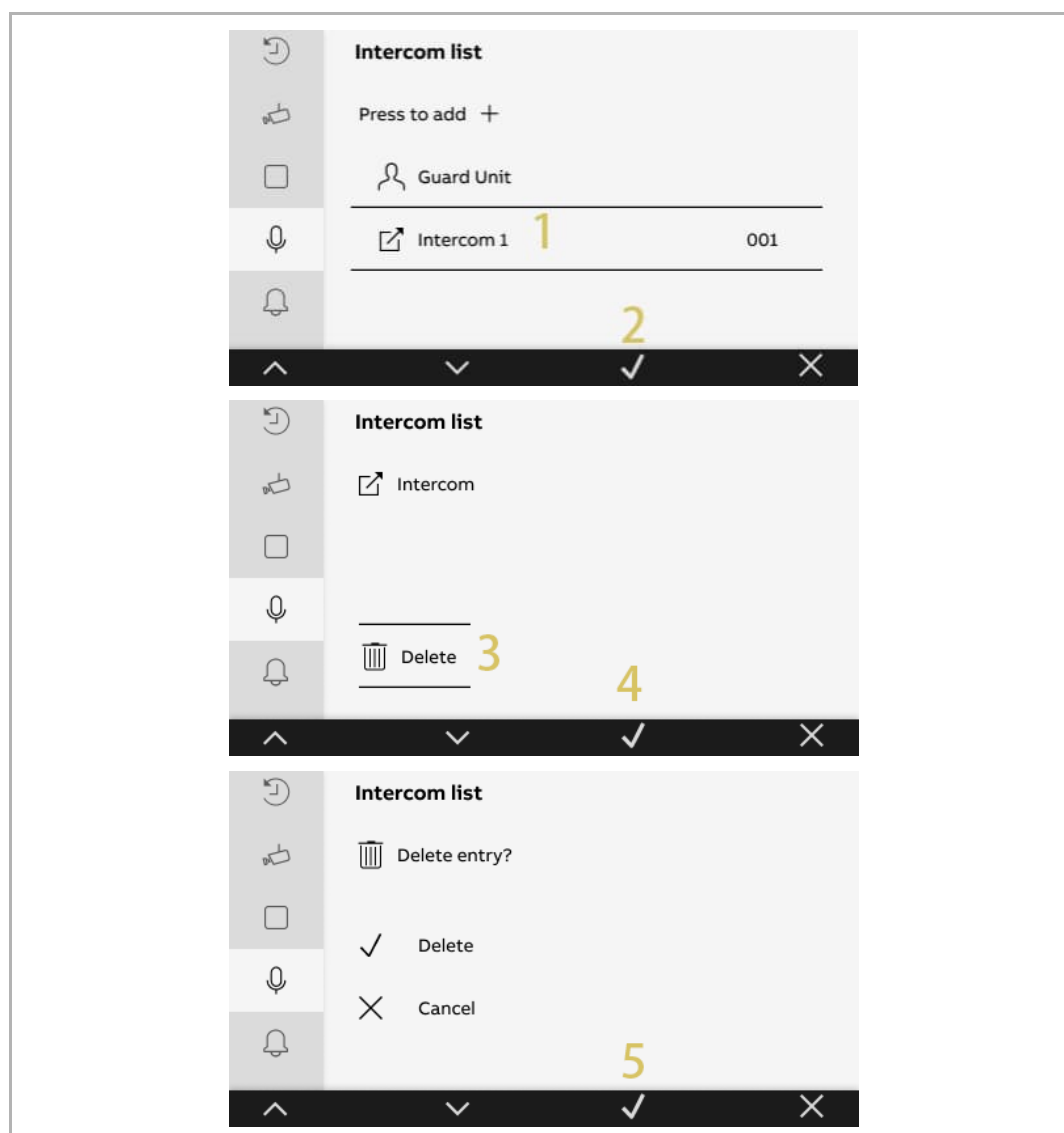 Intercom list
Press to add +
Guard Unit
Intercom 1 1 001
2
Intercom list
Intercom
Delete 3
4
Intercom list
Delete entry?
Delete
Cancel
5